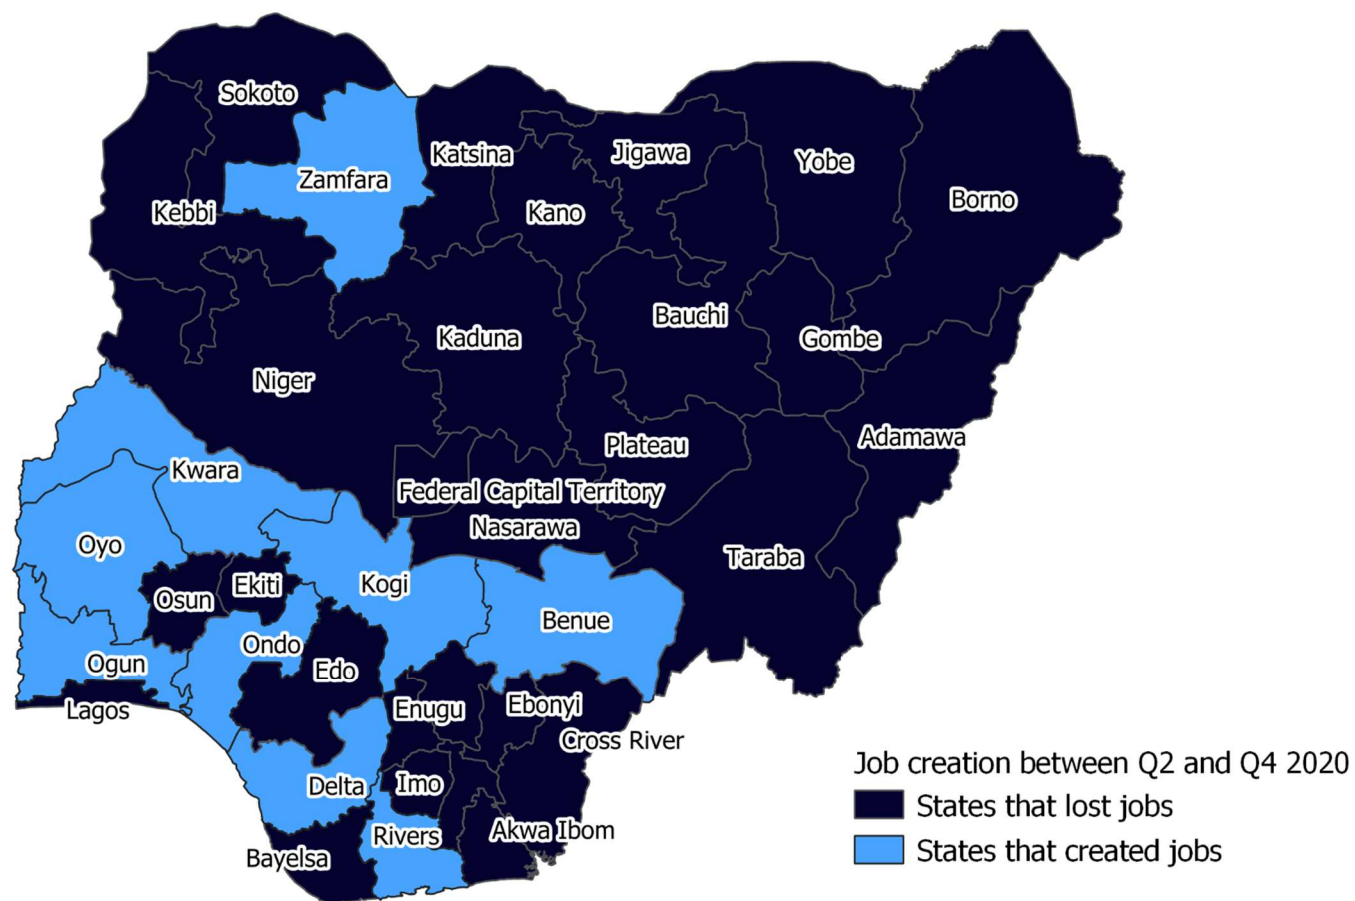 Sokoto
Katsina
Jigawa
Yobe
Zamfara
Borno
Kebbi
Kano
Bauchi
Kaduna
Gombe
Niger
Adamawa
Plateau
Kwara
Federal Capital Territory
Nasarawa
Oyo
Taraba
Kogi
Ekiti
Osun
Benue
Ondo
Ogun
Edo
Lagos
Enugu
Ebonyi
Cross River
Delta
Imo
Rivers
Akwa Ibom
Bayelsa
Job creation between Q2 and Q4 2020
States that lost jobs
States that created jobs